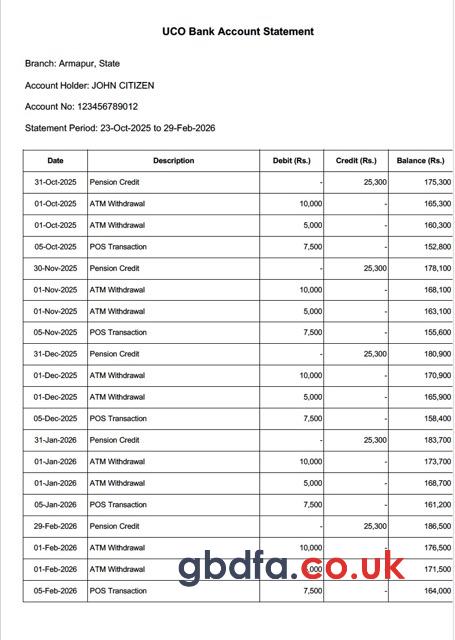 UCO Bank Account Statement
Branch: Armapur, State
Account Holder: JOHN CITIZEN
Account No: 123456789012
Statement Period: 23-Oct-2025 to 29-Feb-2026
Date Description Debit (Rs.) Credit (Rs.) Balance (Rs.)
31-Oct-2025 Pension Credit - 25,300 175,300
01-Oct-2025 ATM Withdrawal 10,000 - 165,300
01-Oct-2025 ATM Withdrawal 5,000 - 160,300
05-Oct-2025 POS Transaction 7,500 - 152,800
30-Nov-2025 Pension Credit - 25,300 178,100
01-Nov-2025 ATM Withdrawal 10,000 - 168,100
01-Nov-2025 ATM Withdrawal 5,000 - 163,100
05-Nov-2025 POS Transaction 7,500 - 155,600
31-Dec-2025 Pension Credit - 25,300 180,900
01-Dec-2025 ATM Withdrawal 10,000 - 170,900
01-Dec-2025 ATM Withdrawal 5,000 - 165,900
05-Dec-2025 POS Transaction 7,500 - 158,400
31-Jan-2026 Pension Credit - 25,300 183,700
01-Jan-2026 ATM Withdrawal 10,000 - 173,700
01-Jan-2026 ATM Withdrawal 5,000 - 168,700
05-Jan-2026 POS Transaction 7,500 - 161,200
29-Feb-2026 Pension Credit - 25,300 186,500
01-Feb-2026 ATM Withdrawal 10,000 - 176,500
01-Feb-2026 ATM Withdrawal 171,500
gbdfa.co.uk
05-Feb-2026 POS Transaction 7,500 - 164,000